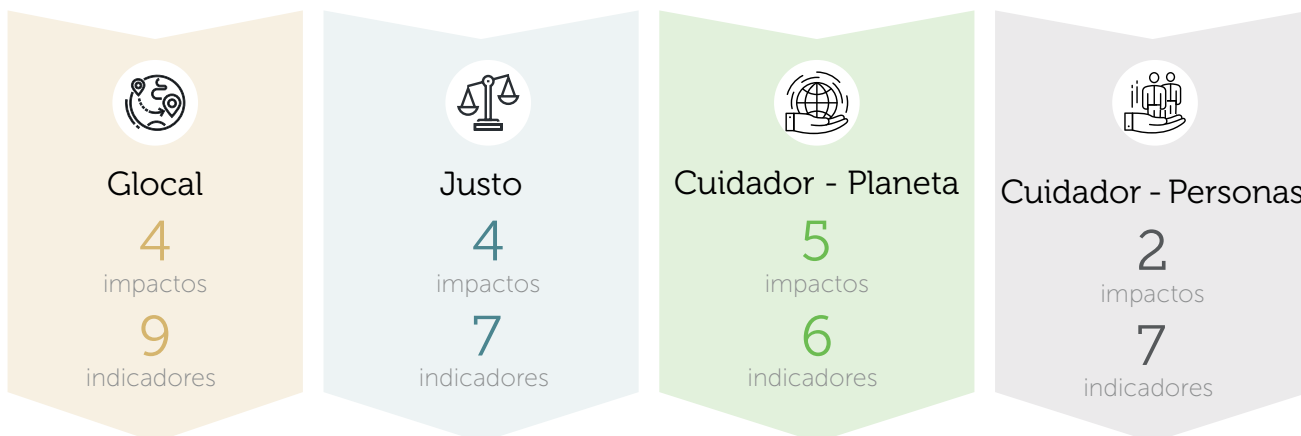 Glocal
4
impactos
9
indicadores
Justo
4
impactos
7
indicadores
Cuidador - Planeta
5
impactos
6
indicadores
Cuidador - Personas
2
impactos
7
indicadores